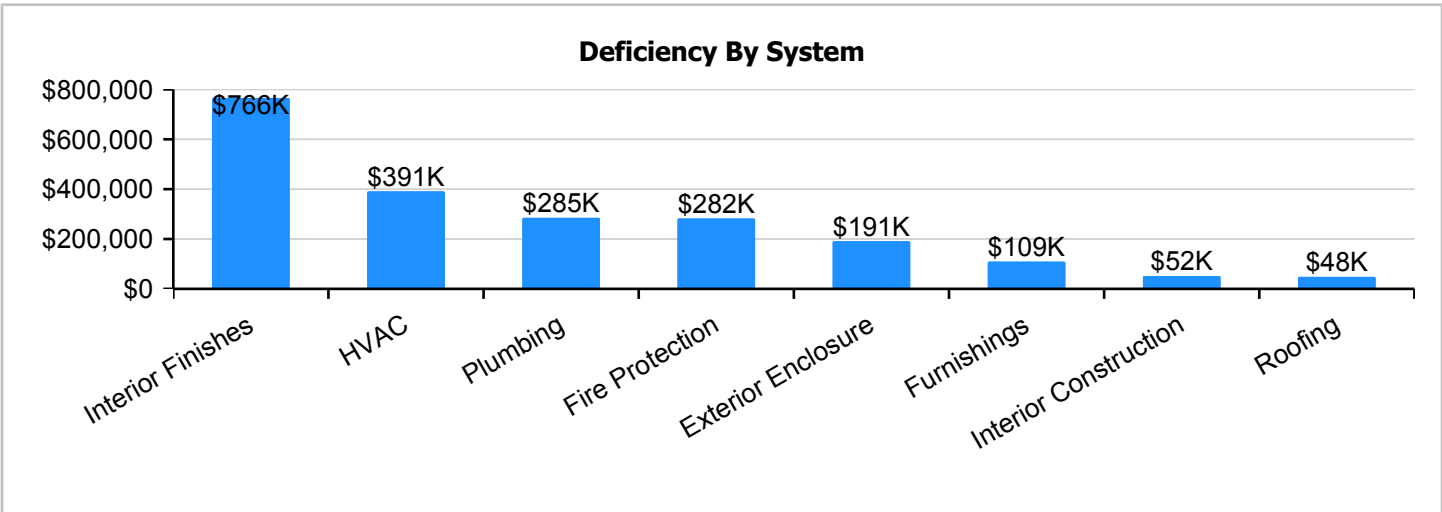 Deficiency By System
$800,000
$600,000
$400,000
$200,000
$0
$766K
$391K
$285K
$282K
$191K
$109K
$52K
$48K
Interior Finishes
HVAC
Plumbing
Fire Protection
Exterior Enclosure
Furnishings
Interior Construction
Roofing